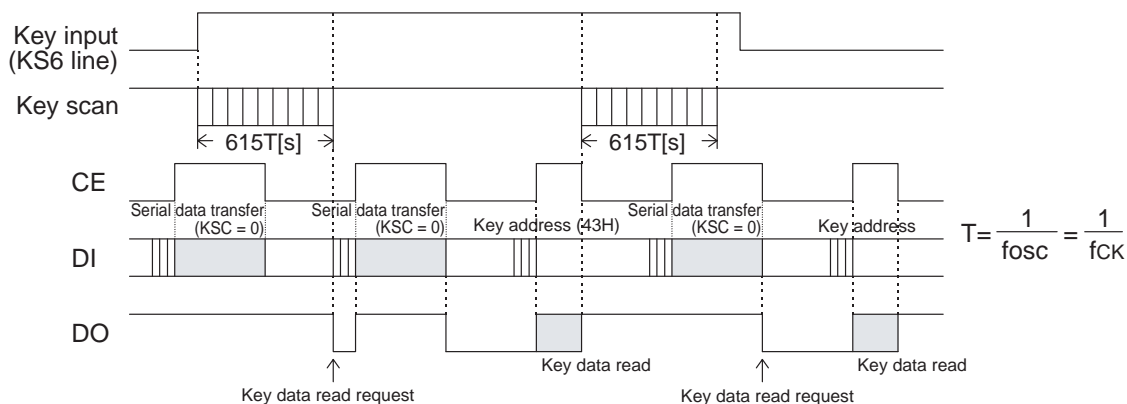 Key input
(KS6 line)
Key scan
615T[s]
615T[s]
CE
Serial data transfer
(KSC = 0)
Serial data transfer
(KSC = 0)
Key address (43H)
Serial data transfer
(KSC = 0)
Key address
DI
T= 1/fosc = 1/fCK
DO
Key data read
Key data read
Key data read request
Key data read request